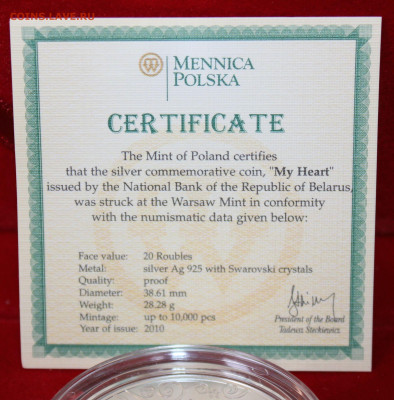 COINS.LAVE.RU
MENNICA
POLSKA
CERTIFICATE
The Mint of Poland certifies
that the silver commemorative coin, "My Heart"
issued by the National Bank of the Republic of Belarus,
was struck at the Warsaw Mint in conformity
with the numismatic data given below:
Face value: 20 Roubles
Metal: silver Ag 925 with Swarovski crystals
Quality: proof
Diameter: 38.61 mm
Weight: 28.28 g
Mintage: up to 10,000 pcs
Year of issue: 2010
President of the Board
Tadeusz Steckiewicz